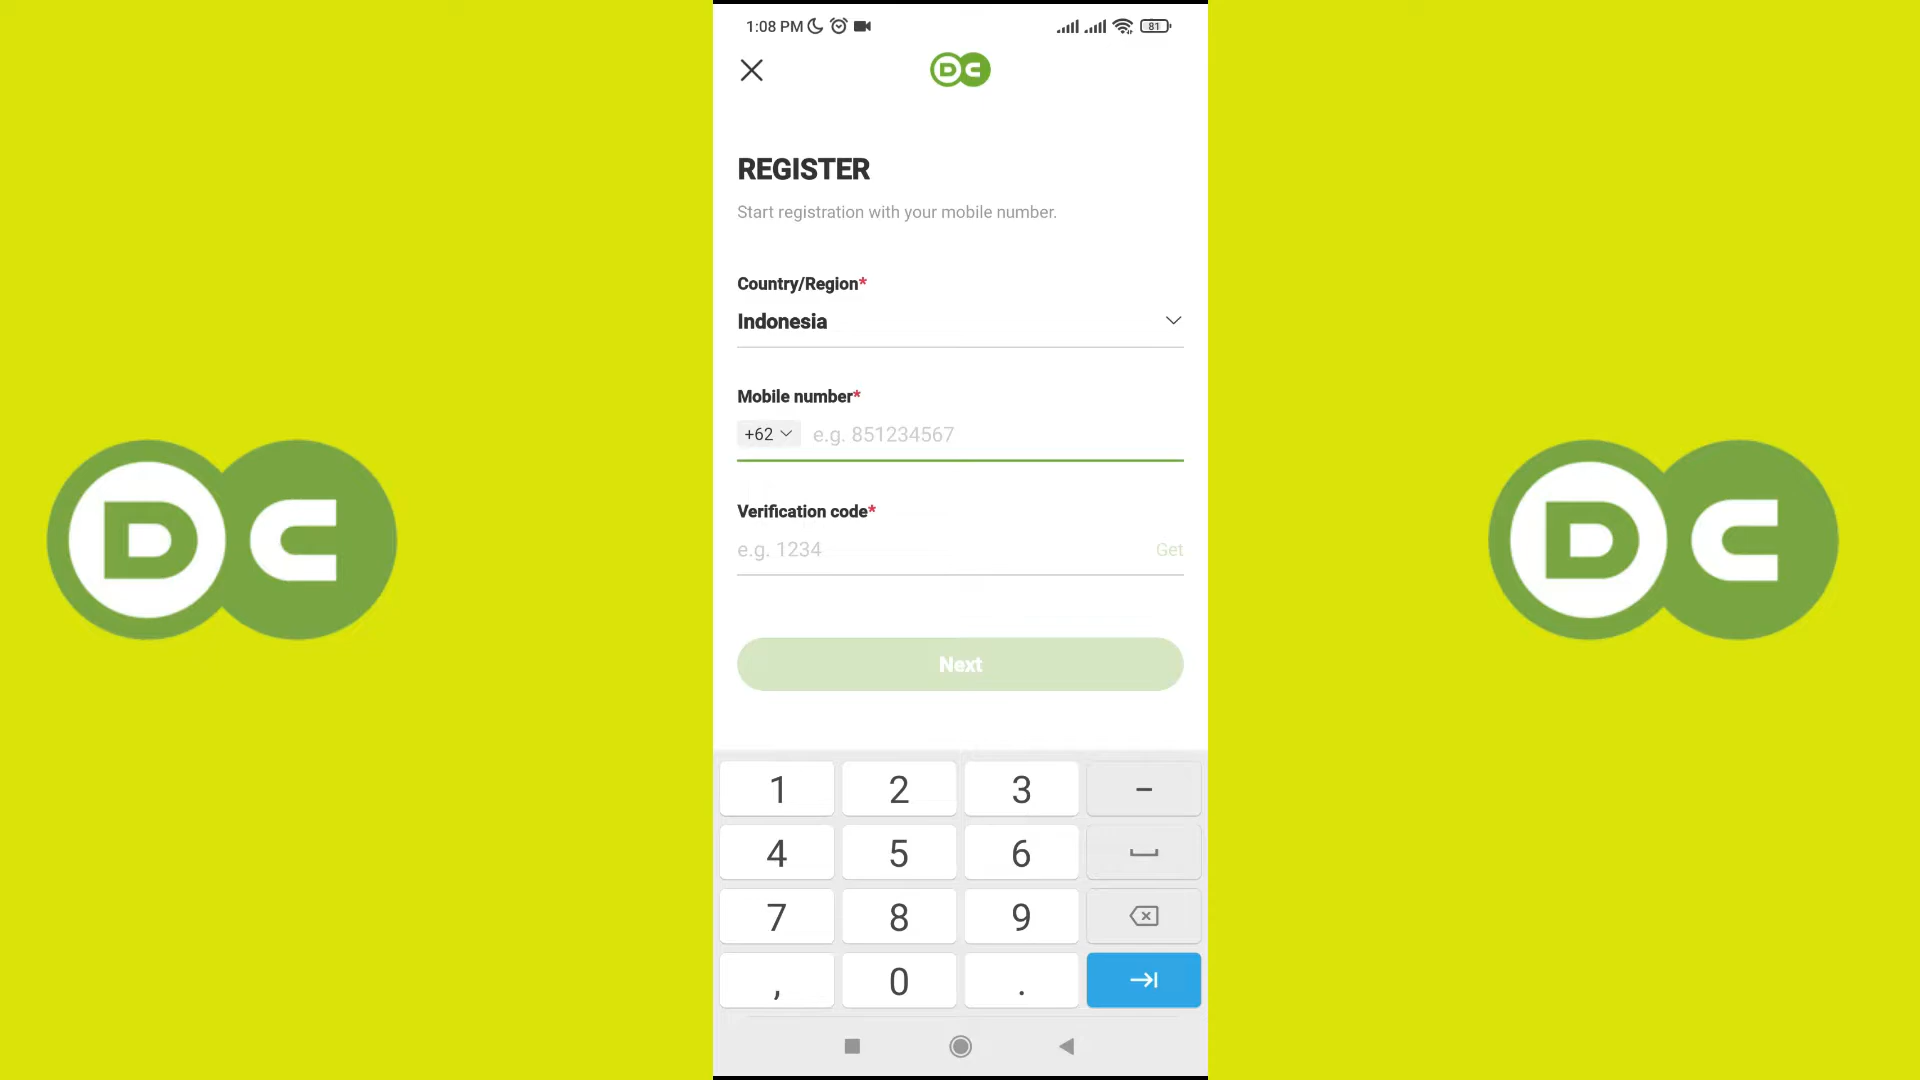 1:08 PM
81
DC
REGISTER
Start registration with your mobile number.
Country/Region*
Indonesia
Mobile number*
+62 e.g. 851234567
DC
DC
Verification code*
e.g. 1234 Get
Next
1 2 3 -
4 5 6
7 8 9
, 0 .